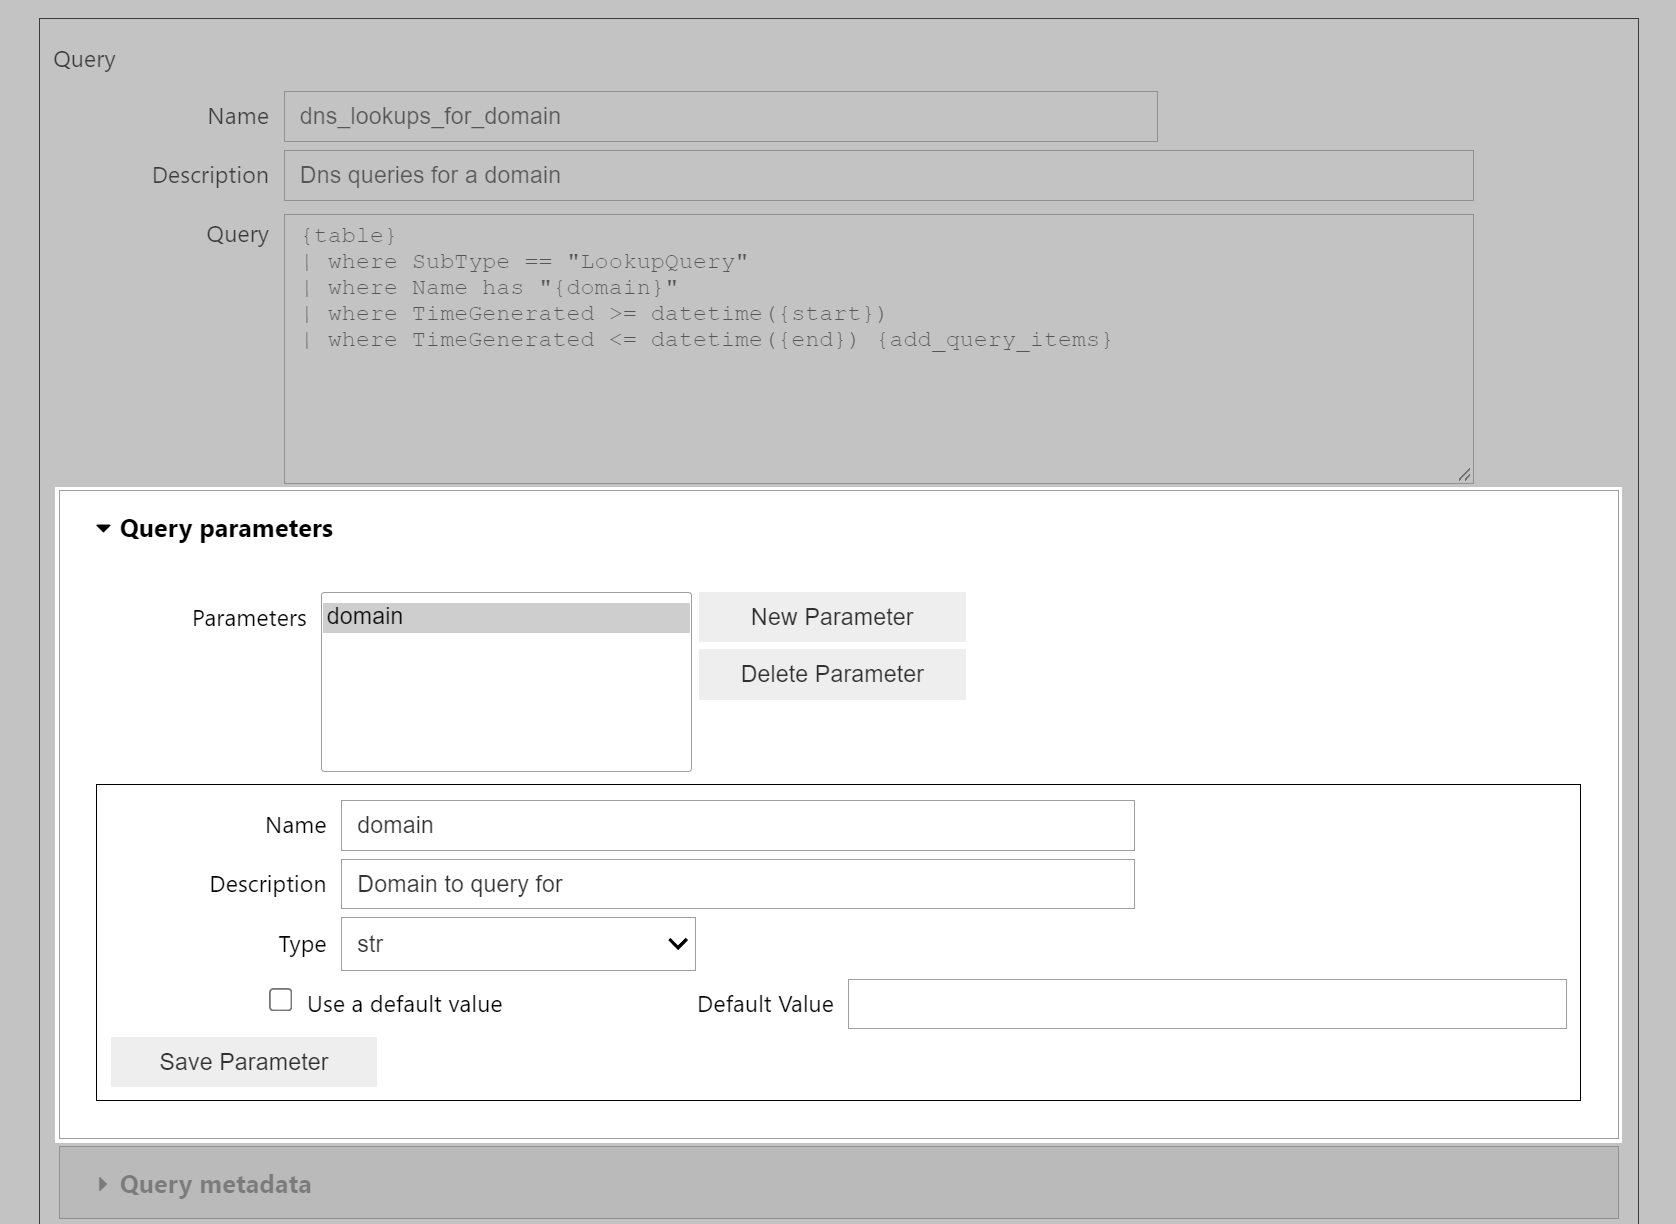 Query
Name dns_lookups_for_domain
Description Dns queries for a domain
Query {table}
| where SubType == "LookupQuery"
| where Name has "{domain}"
| where TimeGenerated >= datetime({start})
| where TimeGenerated <= datetime({end}) {add_query_items}
Query parameters
Parameters domain New Parameter
Delete Parameter
Name domain
Description Domain to query for
Type str
Use a default value Default Value
Save Parameter
Query metadata